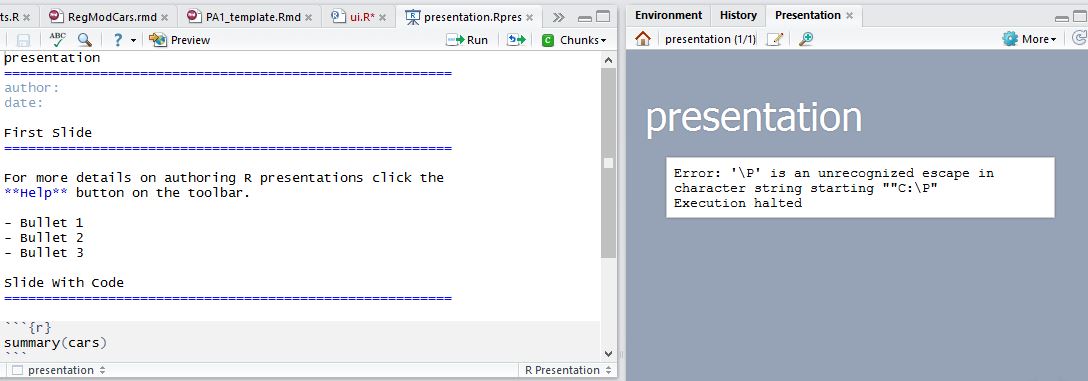 ts.R × RegModCars.rmd × PA1_template.Rmd × ui.R* × presentation.Rpres ×
ABC ? Preview Run Chunks
presentation
=======================================================
author:
date:
First Slide
=======================================================
For more details on authoring R presentations click the
**Help** button on the toolbar.
- Bullet 1
- Bullet 2
- Bullet 3
Slide With Code
=======================================================
```{r}
summary(cars)
```
presentation R Presentation
Environment History Presentation ×
presentation (1/1) More
presentation
Error: '\P' is an unrecognized escape in
character string starting ""C:\P"
Execution halted